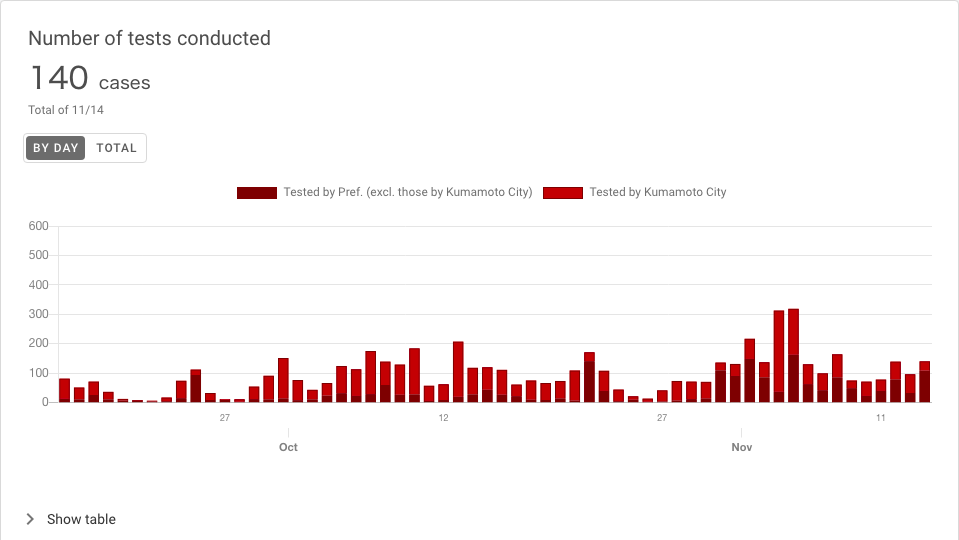 Number of tests conducted
140 cases
Total of 11/14
BY DAY TOTAL
Tested by Pref. (excl. those by Kumamoto City) Tested by Kumamoto City
600
500
400
300
200
100
0
27 12 27 11
Oct Nov
Show table